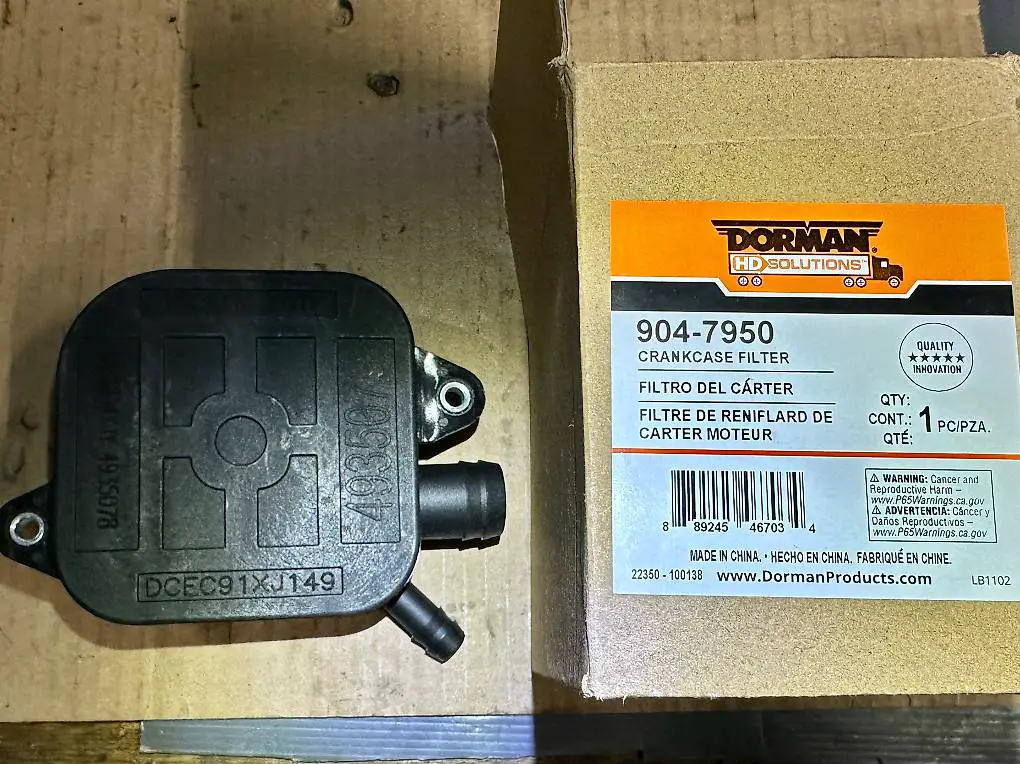 493507
4935078
DCEC91XJ149
DORMAN®
HD SOLUTIONS™
904-7950
CRANKCASE FILTER
FILTRO DEL CÁRTER
FILTRE DE RENIFLARD DE
CARTER MOTEUR
QUALITY
★★★★★
INNOVATION
QTY:
CONT.: 1 PC/PZA.
QTÉ:
8 89245 46703 4
⚠ WARNING: Cancer and
Reproductive Harm –
www.P65Warnings.ca.gov
⚠ ADVERTENCIA: Cáncer y
Daños Reproductivos –
www.P65Warnings.ca.gov
MADE IN CHINA. • HECHO EN CHINA. FABRIQUÉ EN CHINE.
22350 - 100138 www.DormanProducts.com LB1102